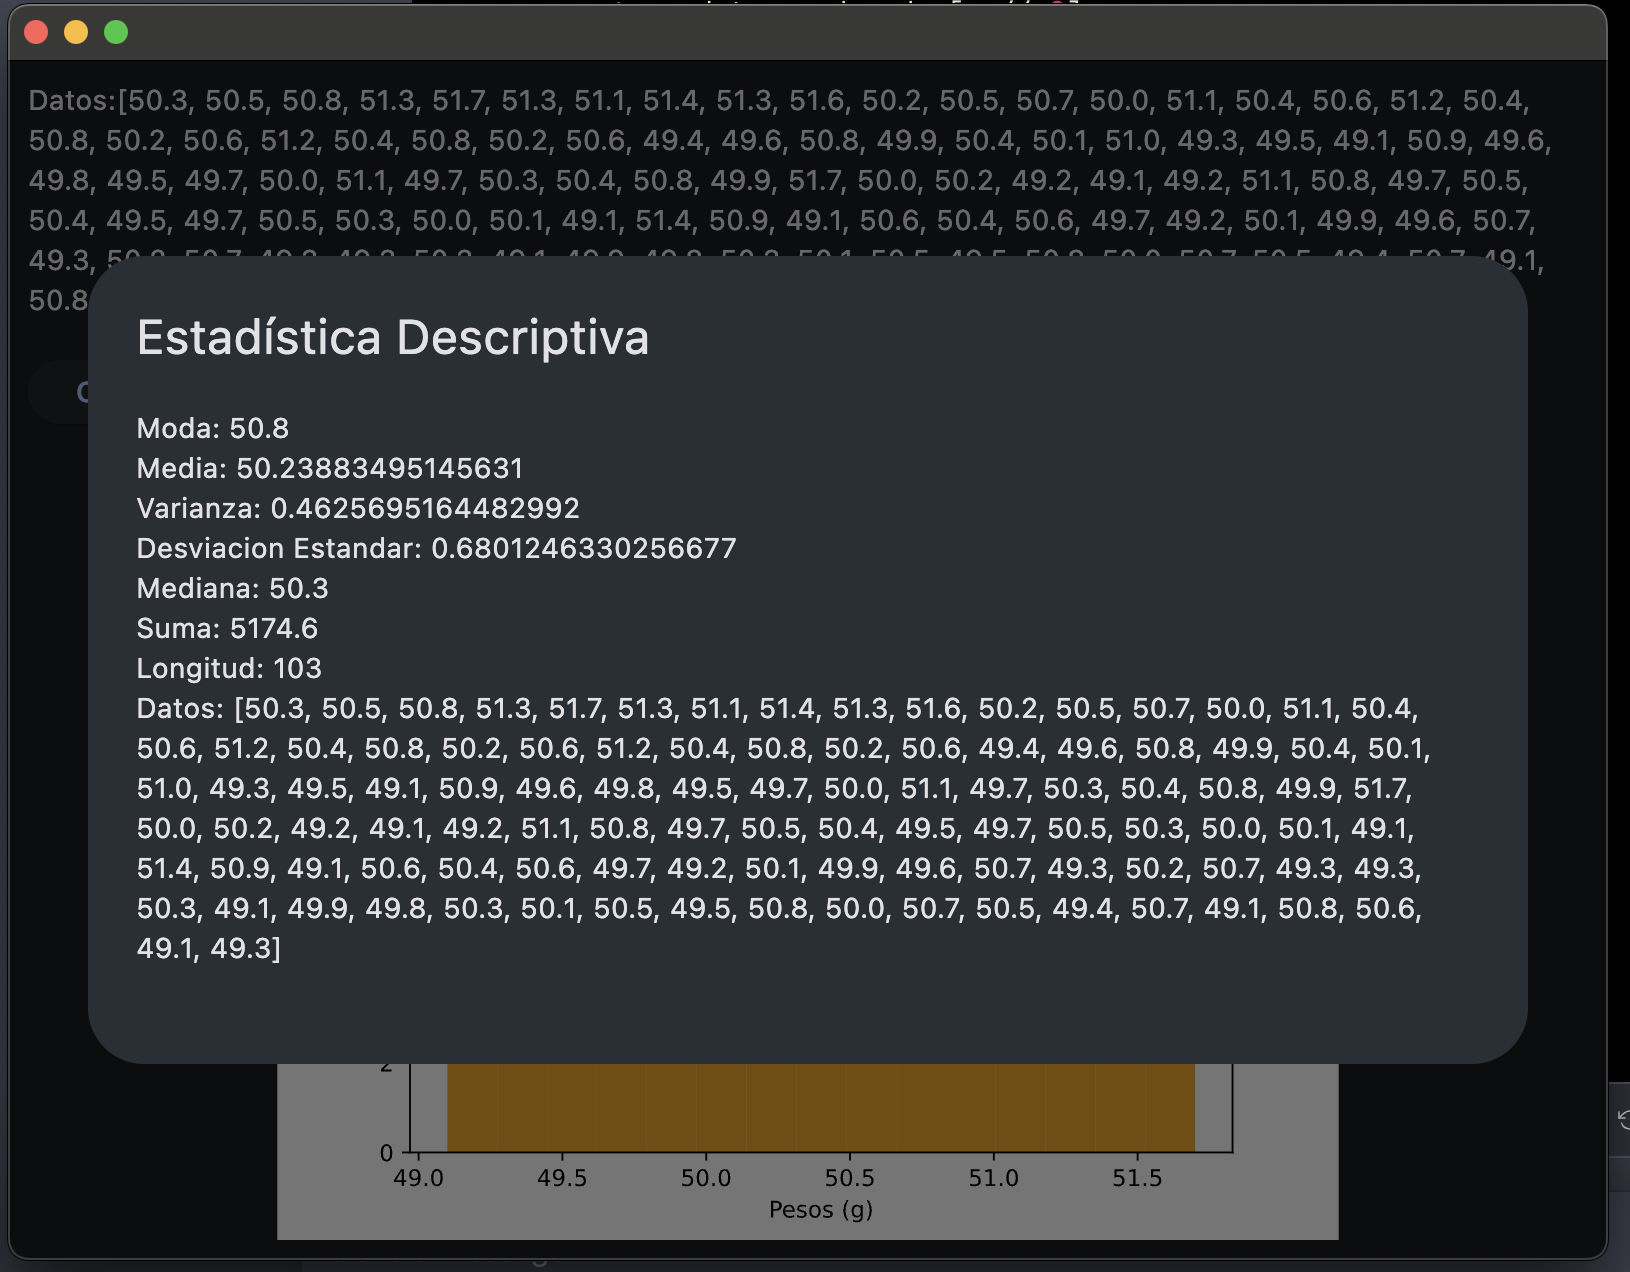 Datos:[50.3, 50.5, 50.8, 51.3, 51.7, 51.3, 51.1, 51.4, 51.3, 51.6, 50.2, 50.5, 50.7, 50.0, 51.1, 50.4, 50.6, 51.2, 50.4,
50.8, 50.2, 50.6, 51.2, 50.4, 50.8, 50.2, 50.6, 49.4, 49.6, 50.8, 49.9, 50.4, 50.1, 51.0, 49.3, 49.5, 49.1, 50.9, 49.6,
49.8, 49.5, 49.7, 50.0, 51.1, 49.7, 50.3, 50.4, 50.8, 49.9, 51.7, 50.0, 50.2, 49.2, 49.1, 49.2, 51.1, 50.8, 49.7, 50.5,
50.4, 49.5, 49.7, 50.5, 50.3, 50.0, 50.1, 49.1, 51.4, 50.9, 49.1, 50.6, 50.4, 50.6, 49.7, 49.2, 50.1, 49.9, 49.6, 50.7,
49.3, 49.1,
50.8
Estadística Descriptiva
Moda: 50.8
Media: 50.23883495145631
Varianza: 0.4625695164482992
Desviacion Estandar: 0.6801246330256677
Mediana: 50.3
Suma: 5174.6
Longitud: 103
Datos: [50.3, 50.5, 50.8, 51.3, 51.7, 51.3, 51.1, 51.4, 51.3, 51.6, 50.2, 50.5, 50.7, 50.0, 51.1, 50.4,
50.6, 51.2, 50.4, 50.8, 50.2, 50.6, 51.2, 50.4, 50.8, 50.2, 50.6, 49.4, 49.6, 50.8, 49.9, 50.4, 50.1,
51.0, 49.3, 49.5, 49.1, 50.9, 49.6, 49.8, 49.5, 49.7, 50.0, 51.1, 49.7, 50.3, 50.4, 50.8, 49.9, 51.7,
50.0, 50.2, 49.2, 49.1, 49.2, 51.1, 50.8, 49.7, 50.5, 50.4, 49.5, 49.7, 50.5, 50.3, 50.0, 50.1, 49.1,
51.4, 50.9, 49.1, 50.6, 50.4, 50.6, 49.7, 49.2, 50.1, 49.9, 49.6, 50.7, 49.3, 50.2, 50.7, 49.3, 49.3,
50.3, 49.1, 49.9, 49.8, 50.3, 50.1, 50.5, 49.5, 50.8, 50.0, 50.7, 50.5, 49.4, 50.7, 49.1, 50.8, 50.6,
49.1, 49.3]
2
0
49.0 49.5 50.0 50.5 51.0 51.5
Pesos (g)